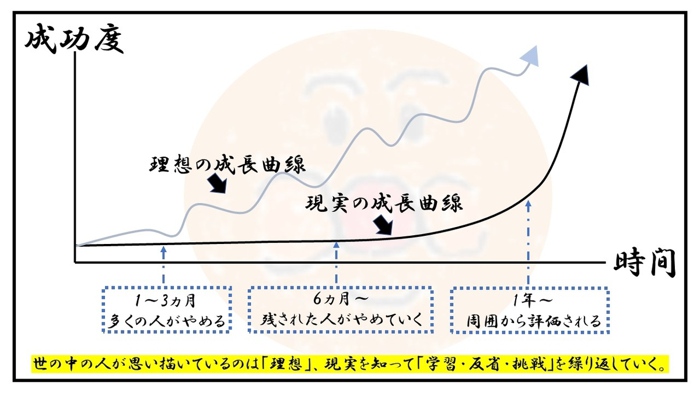 成功度
理想の成長曲線
現実の成長曲線
時間
1～3ヵ月
多くの人がやめる
6ヵ月～
残された人がやめていく
1年～
周囲から評価される
世の中の人が思い描いているのは「理想」、現実を知って「学習・反省・挑戦」を繰り返していく。